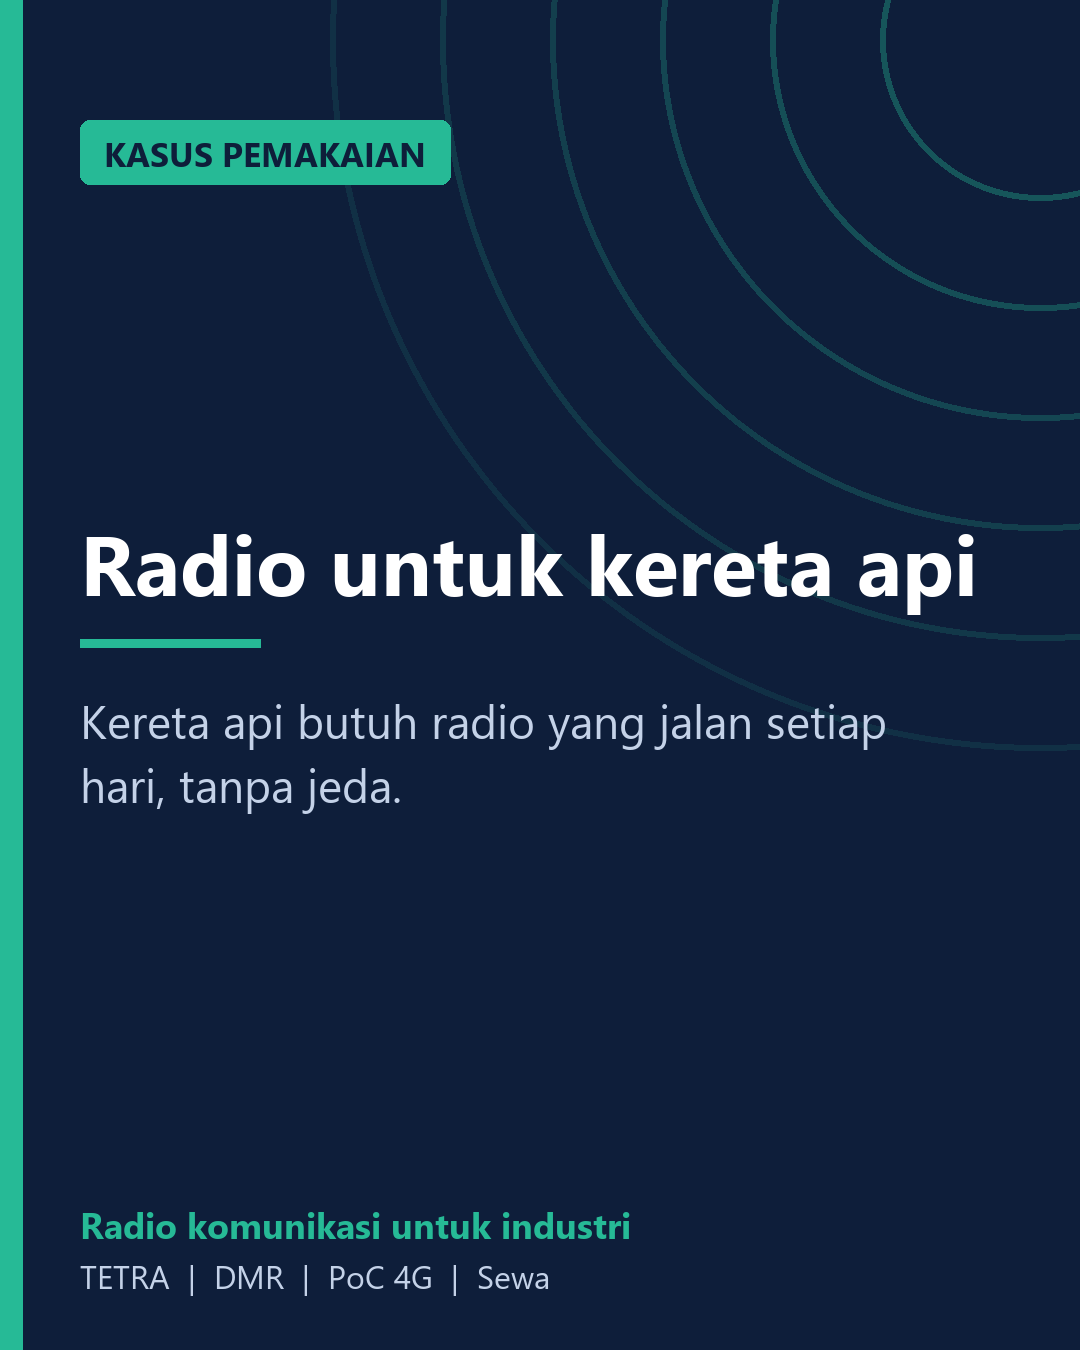 KASUS PEMAKAIAN
Radio untuk kereta api
Kereta api butuh radio yang jalan setiap
hari, tanpa jeda.
Radio komunikasi untuk industri
TETRA | DMR | PoC 4G | Sewa